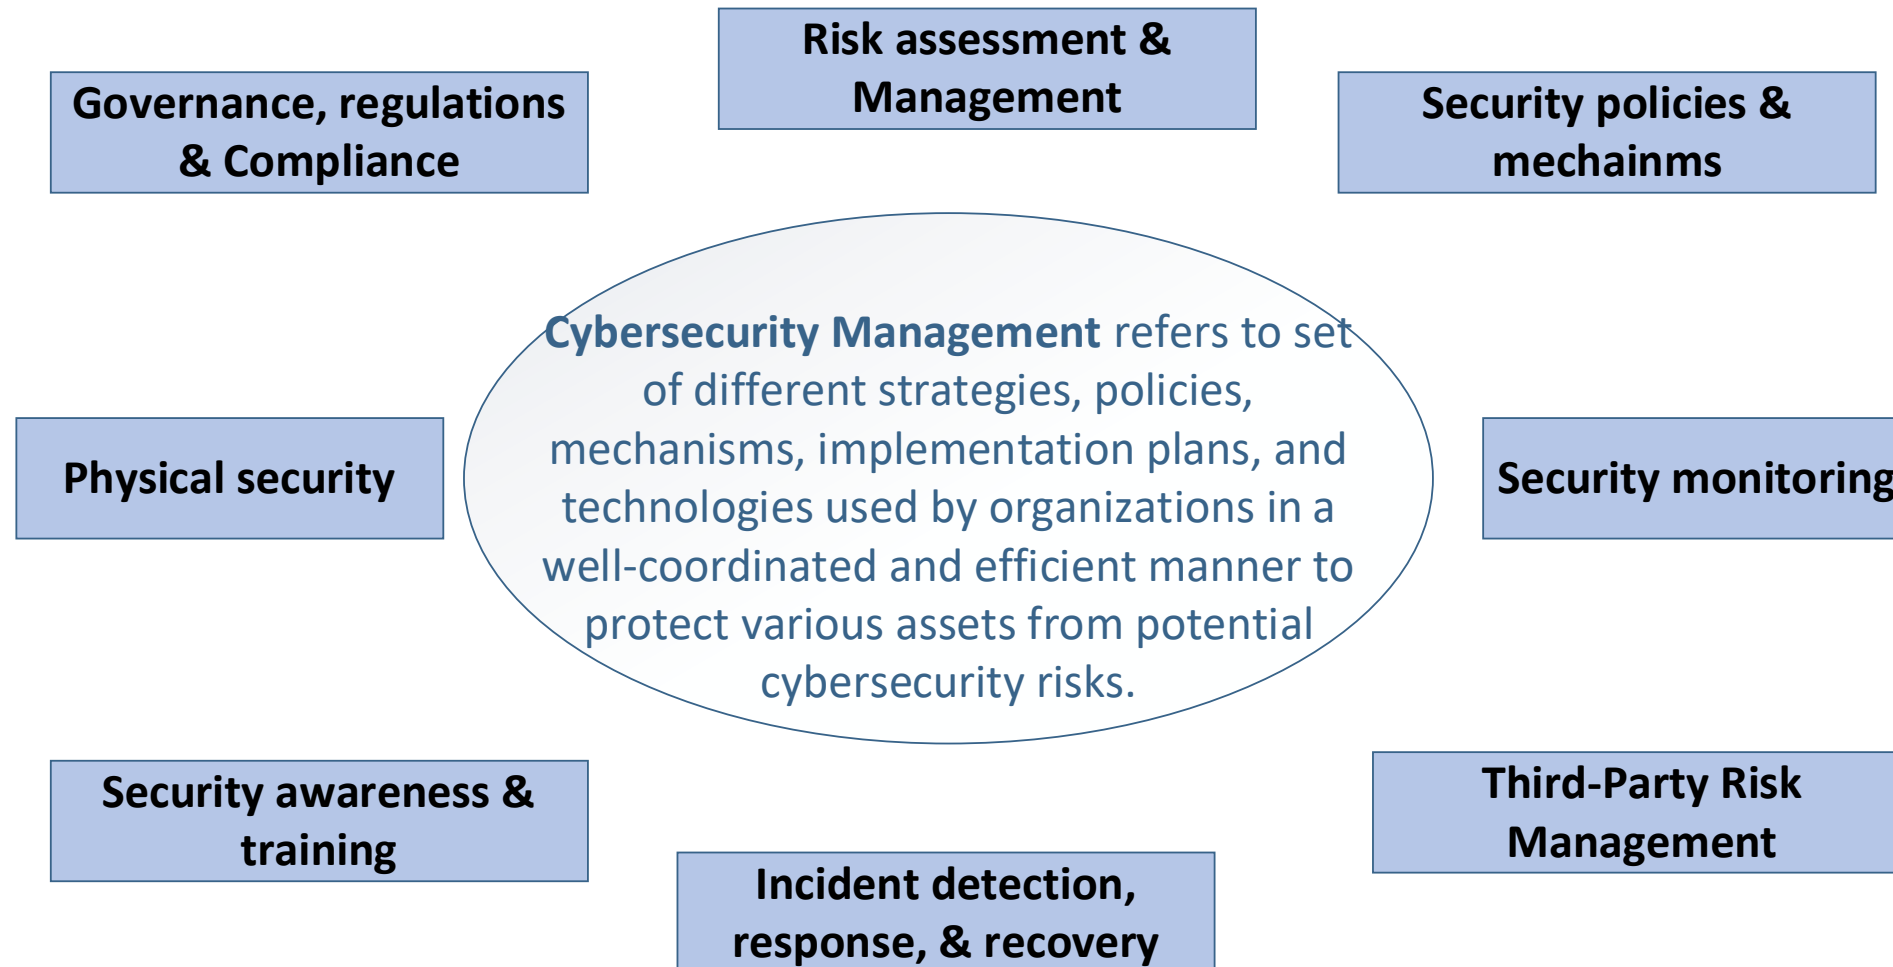 Risk assessment &
Management
Governance, regulations
& Compliance
Security policies &
mechainms
Cybersecurity Management refers to set
of different strategies, policies,
mechanisms, implementation plans, and
technologies used by organizations in a
well-coordinated and efficient manner to
protect various assets from potential
cybersecurity risks.
Physical security
Security monitoring
Security awareness &
training
Third-Party Risk
Management
Incident detection,
response, & recovery